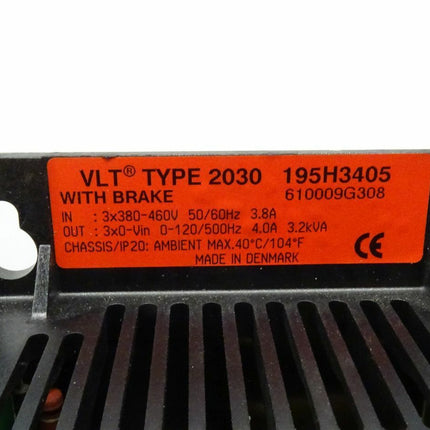 VLT® TYPE 2030 195H3405
WITH BRAKE 610009G308
IN : 3x380-460V 50/60Hz 3.8A
OUT : 3x0-Vin 0-120/500Hz 4.0A 3.2kVA
CHASSIS/IP20: AMBIENT MAX.40°C/104°F
MADE IN DENMARK CE